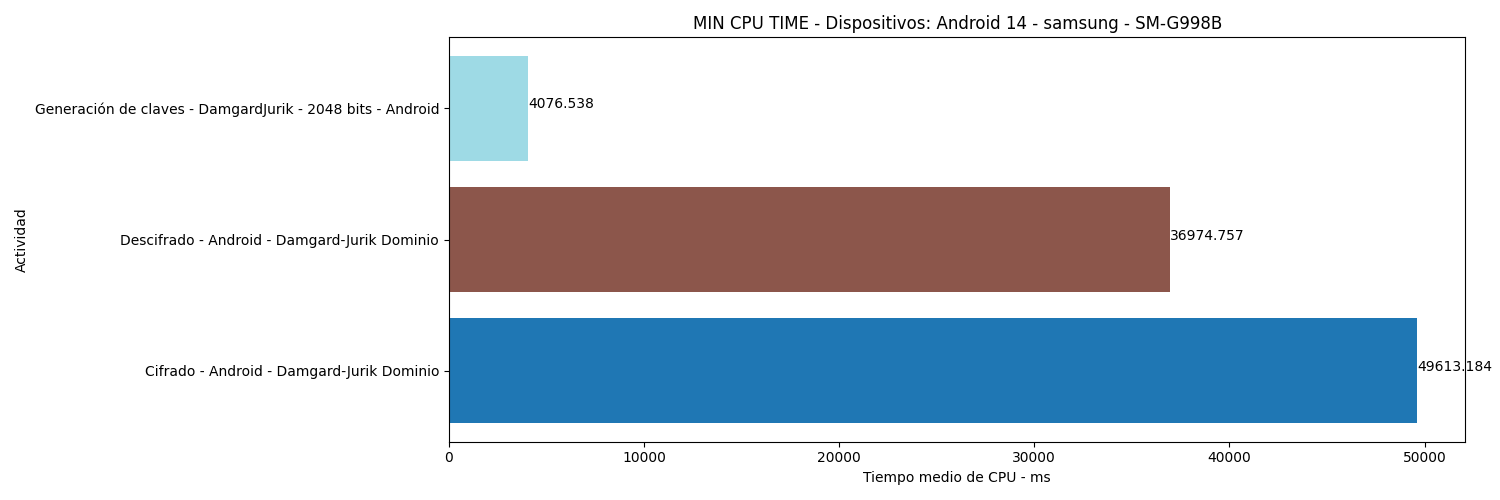 MIN CPU TIME - Dispositivos: Android 14 - samsung - SM-G998B
Generación de claves - DamgardJurik - 2048 bits - Android
4076.538
Actividad
Descifrado - Android - Damgard-Jurik Dominio
36974.757
Cifrado - Android - Damgard-Jurik Dominio
49613.184
0 10000 20000 30000 40000 50000
Tiempo medio de CPU - ms